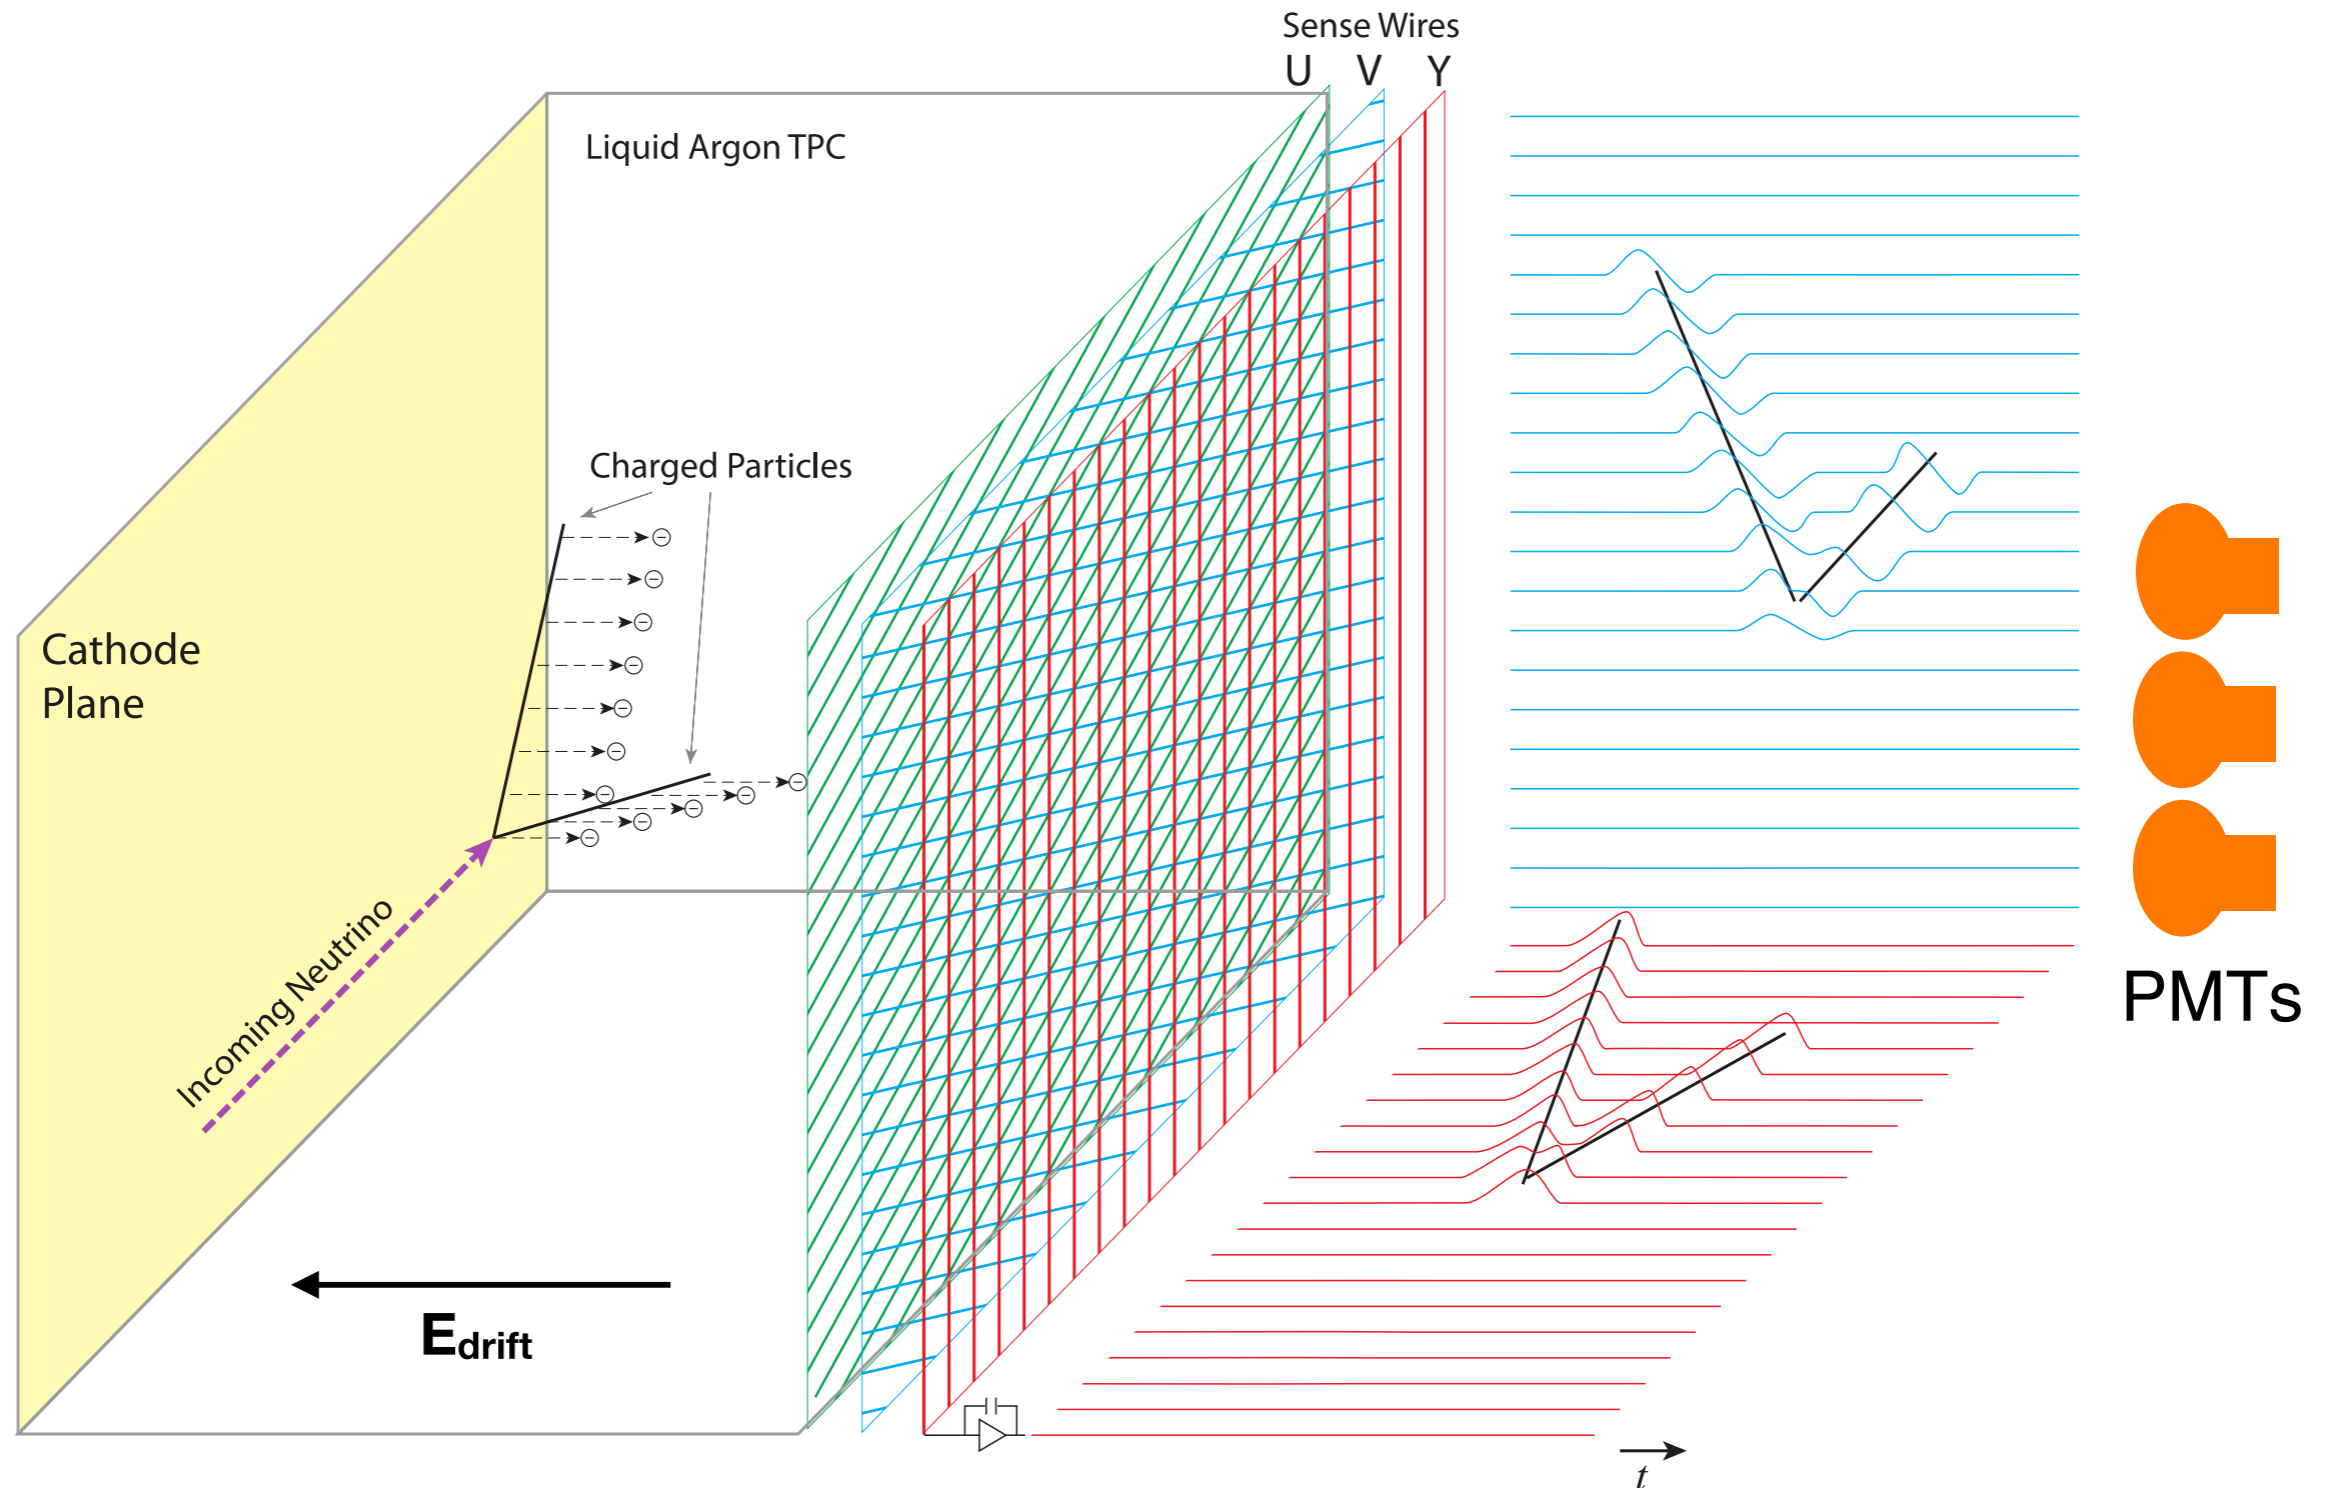 Sense Wires
U V Y
Liquid Argon TPC
Charged Particles
Cathode
Plane
Incoming Neutrino
Edrift
PMTs
t